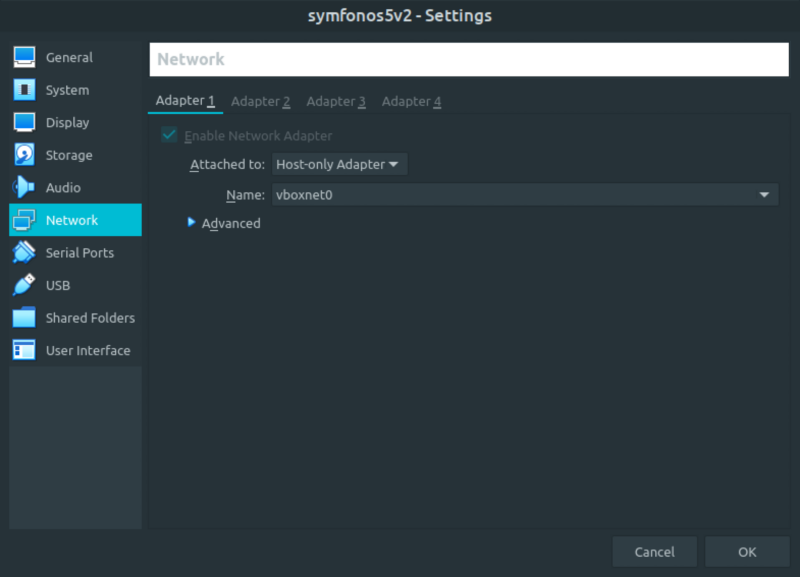 symfonos5v2 - Settings
General
System
Display
Storage
Audio
Network
Serial Ports
USB
Shared Folders
User Interface
Network
Adapter 1 Adapter 2 Adapter 3 Adapter 4
Enable Network Adapter
Attached to: Host-only Adapter
Name: vboxnet0
Advanced
Cancel OK